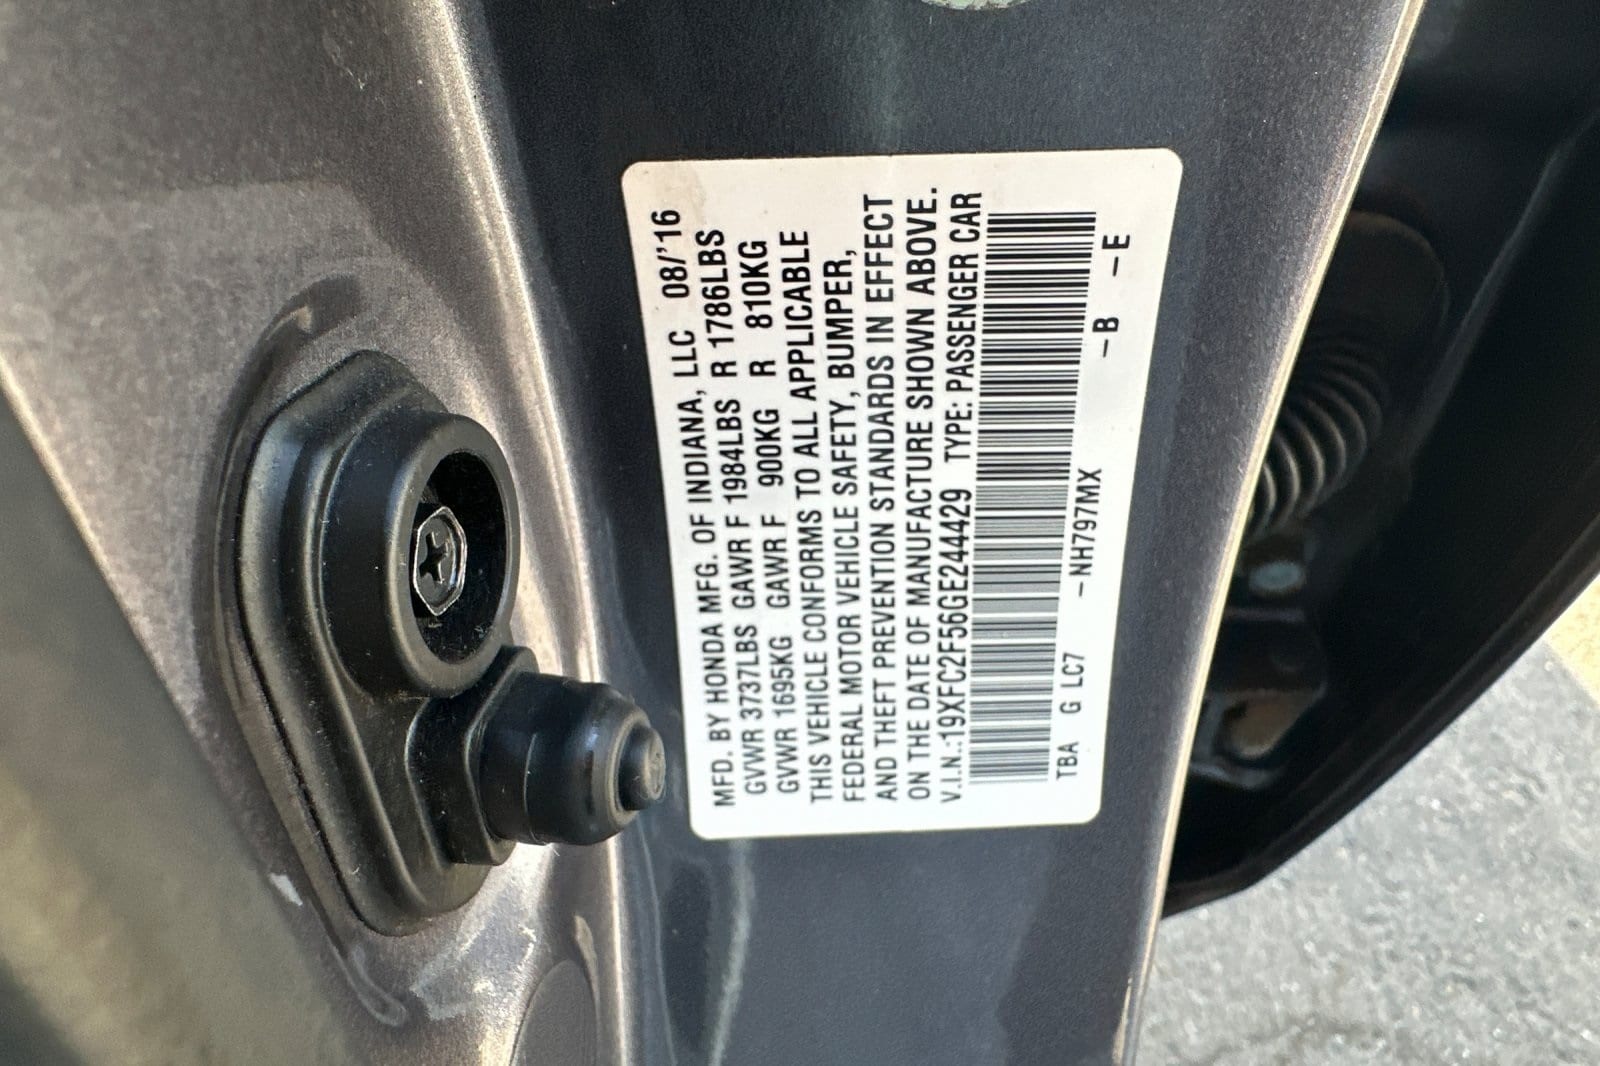 MFD. BY HONDA MFG. OF INDIANA, LLC 08/'16
GVWR 3737LBS GAWR F 1984LBS R 1786LBS
GVWR 1695KG GAWR F 900KG R 810KG
THIS VEHICLE CONFORMS TO ALL APPLICABLE
FEDERAL MOTOR VEHICLE SAFETY, BUMPER,
AND THEFT PREVENTION STANDARDS IN EFFECT
ON THE DATE OF MANUFACTURE SHOWN ABOVE.
V.I.N.:19XFC2F56GE244429 TYPE: PASSENGER CAR
TBA G LC7 -NH797MX -B -E